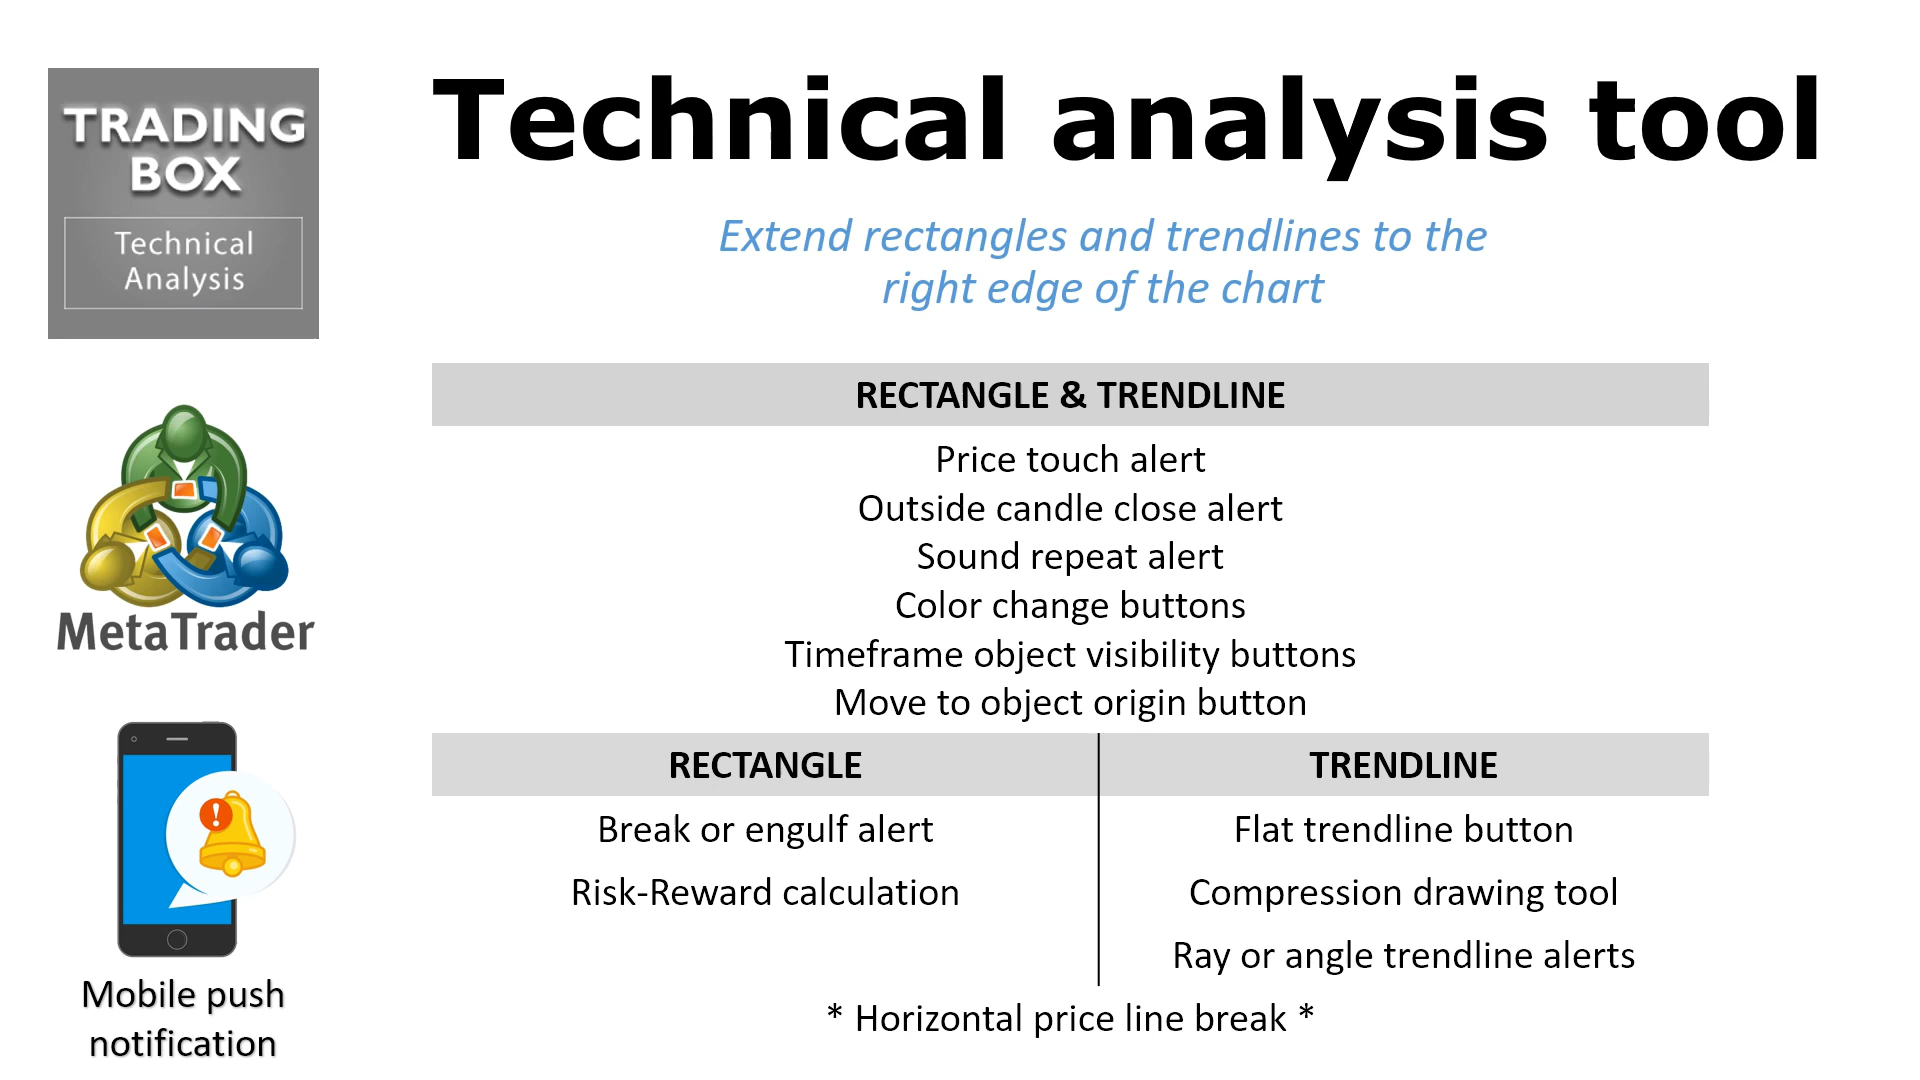 TRADING
BOX
Technical
Analysis
MetaTrader
Mobile push
notification
Technical analysis tool
Extend rectangles and trendlines to the
right edge of the chart
RECTANGLE & TRENDLINE
Price touch alert
Outside candle close alert
Sound repeat alert
Color change buttons
Timeframe object visibility buttons
Move to object origin button
RECTANGLE
Break or engulf alert
Risk-Reward calculation
TRENDLINE
Flat trendline button
Compression drawing tool
Ray or angle trendline alerts
* Horizontal price line break *